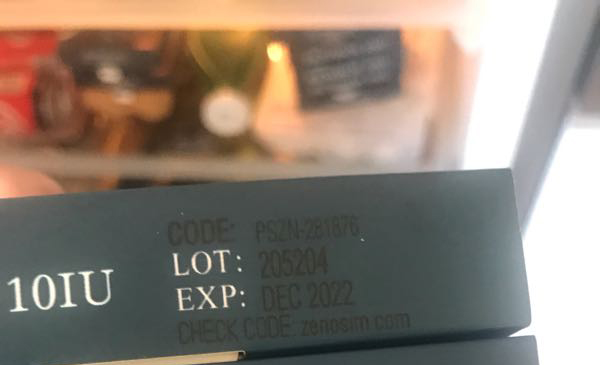 CODE: PSZN-281876
10IU
LOT: 205204
EXP: DEC 2022
CHECK CODE: zenosim.com